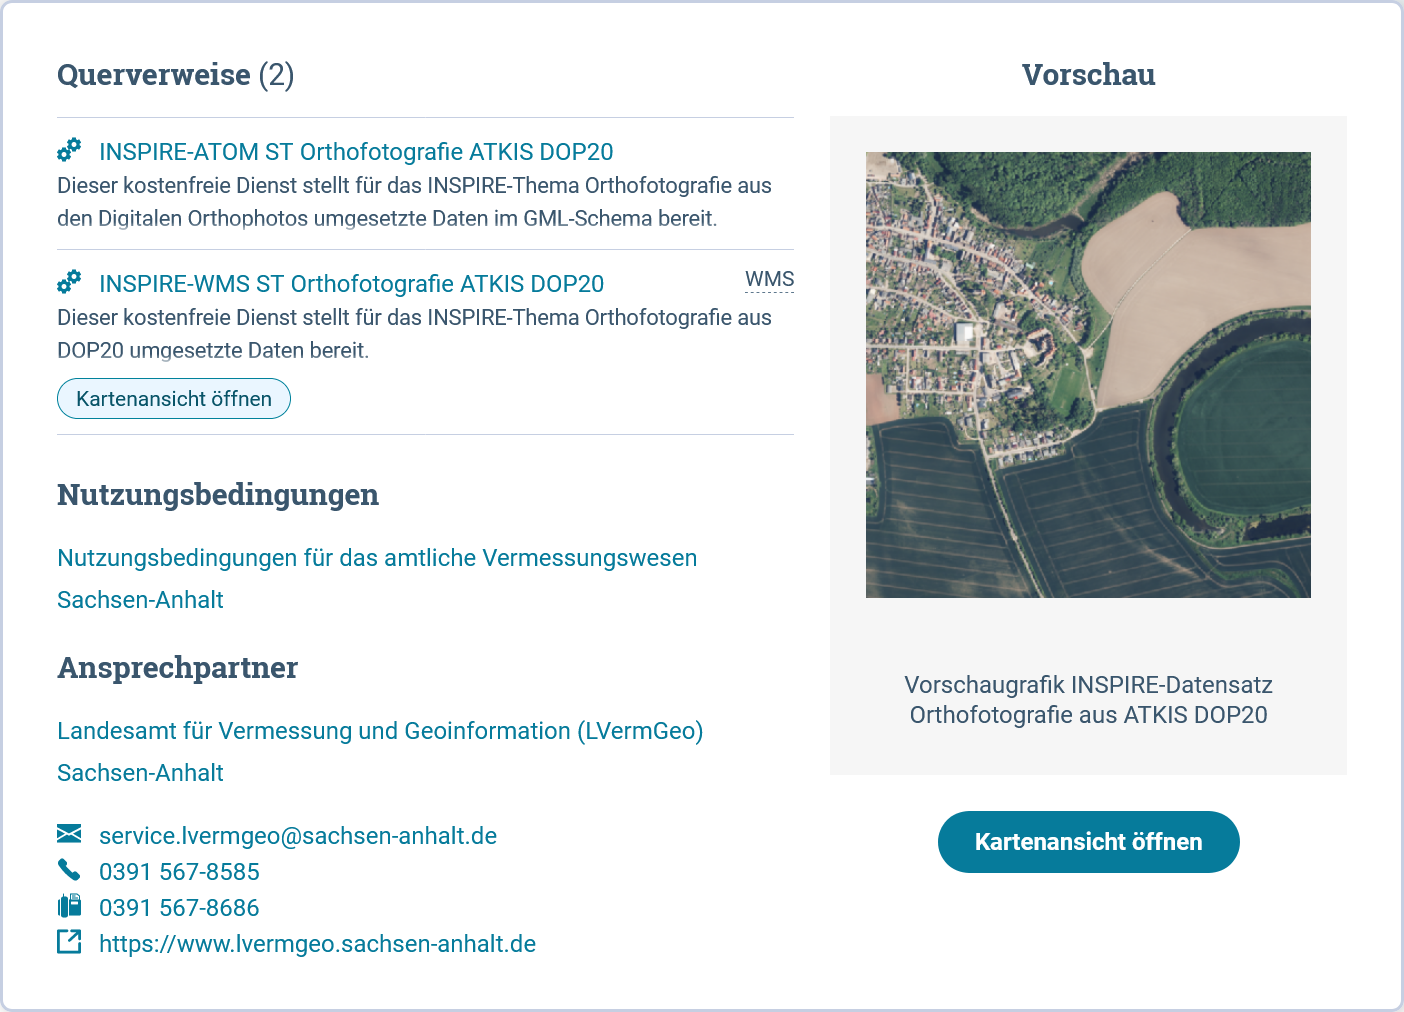 Querverweise (2)
INSPIRE-ATOM ST Orthofotografie ATKIS DOP20
Dieser kostenfreie Dienst stellt für das INSPIRE-Thema Orthofotografie aus
den Digitalen Orthophotos umgesetzte Daten im GML-Schema bereit.
INSPIRE-WMS ST Orthofotografie ATKIS DOP20
WMS
Dieser kostenfreie Dienst stellt für das INSPIRE-Thema Orthofotografie aus
DOP20 umgesetzte Daten bereit.
Kartenansicht öffnen
Nutzungsbedingungen
Nutzungsbedingungen für das amtliche Vermessungswesen
Sachsen-Anhalt
Ansprechpartner
Landesamt für Vermessung und Geoinformation (LVermGeo)
Sachsen-Anhalt
service.lvermgeo@sachsen-anhalt.de
0391 567-8585
0391 567-8686
https://www.lvermgeo.sachsen-anhalt.de
Vorschau
Vorschaugrafik INSPIRE-Datensatz
Orthofotografie aus ATKIS DOP20
Kartenansicht öffnen